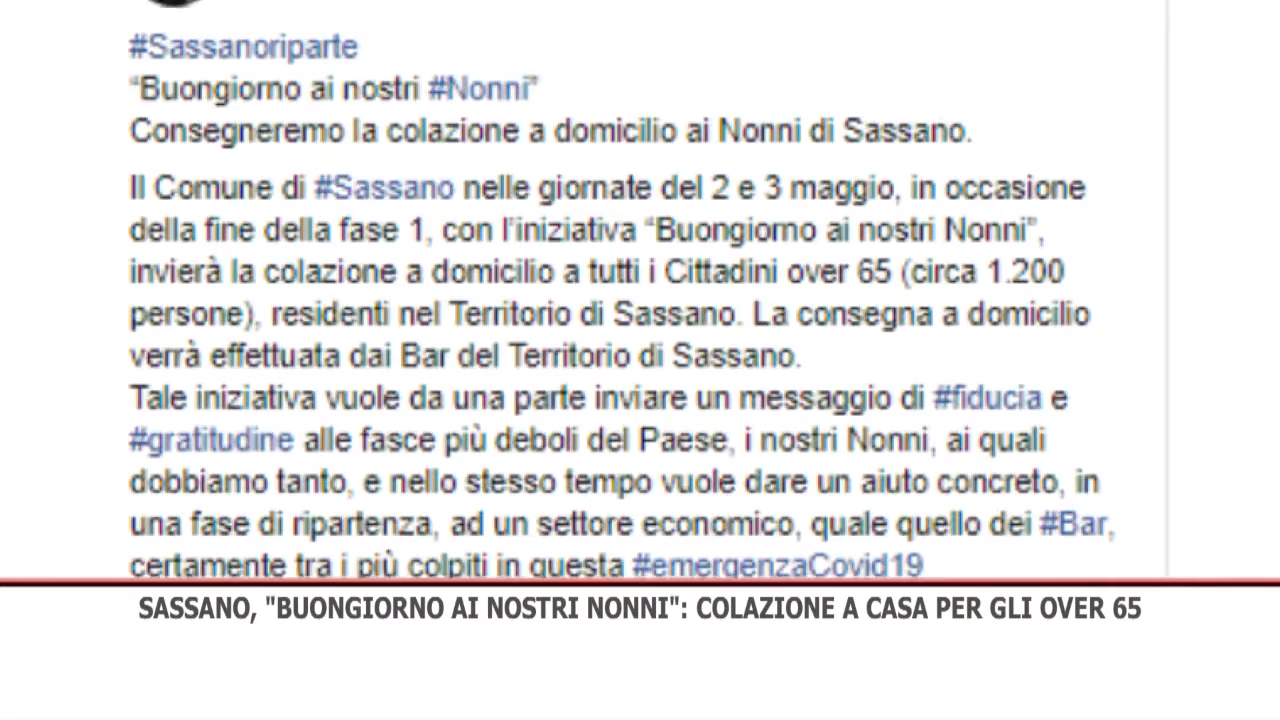 #Sassanoriparte
“Buongiorno ai nostri #Nonni”
Consegneremo la colazione a domicilio ai Nonni di Sassano.
Il Comune di #Sassano nelle giornate del 2 e 3 maggio, in occasione
della fine della fase 1, con l'iniziativa “Buongiorno ai nostri Nonni”,
invierà la colazione a domicilio a tutti i Cittadini over 65 (circa 1.200
persone), residenti nel Territorio di Sassano. La consegna a domicilio
verrà effettuata dai Bar del Territorio di Sassano.
Tale iniziativa vuole da una parte inviare un messaggio di #fiducia e
#gratitudine alle fasce più deboli del Paese, i nostri Nonni, ai quali
dobbiamo tanto, e nello stesso tempo vuole dare un aiuto concreto, in
una fase di ripartenza, ad un settore economico, quale quello dei #Bar,
certamente tra i più colpiti in questa #emergenzaCovid19
SASSANO, "BUONGIORNO AI NOSTRI NONNI": COLAZIONE A CASA PER GLI OVER 65